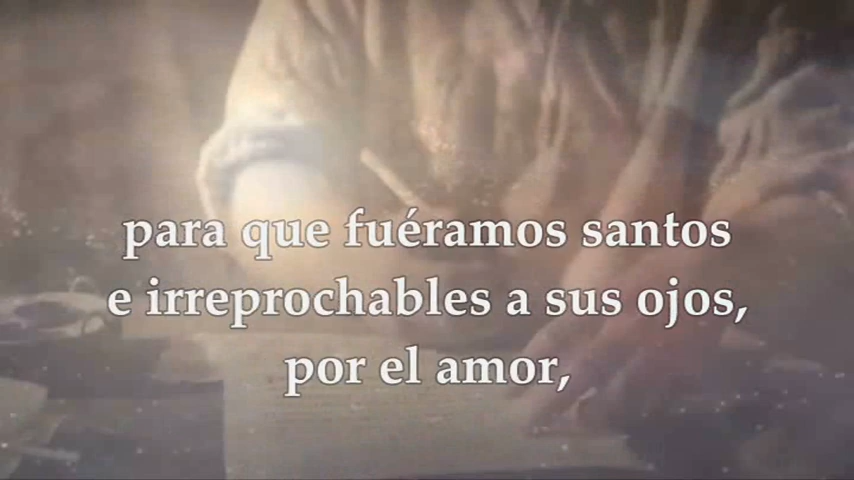 para que fuéramos santos
e irreprochables a sus ojos,
por el amor,